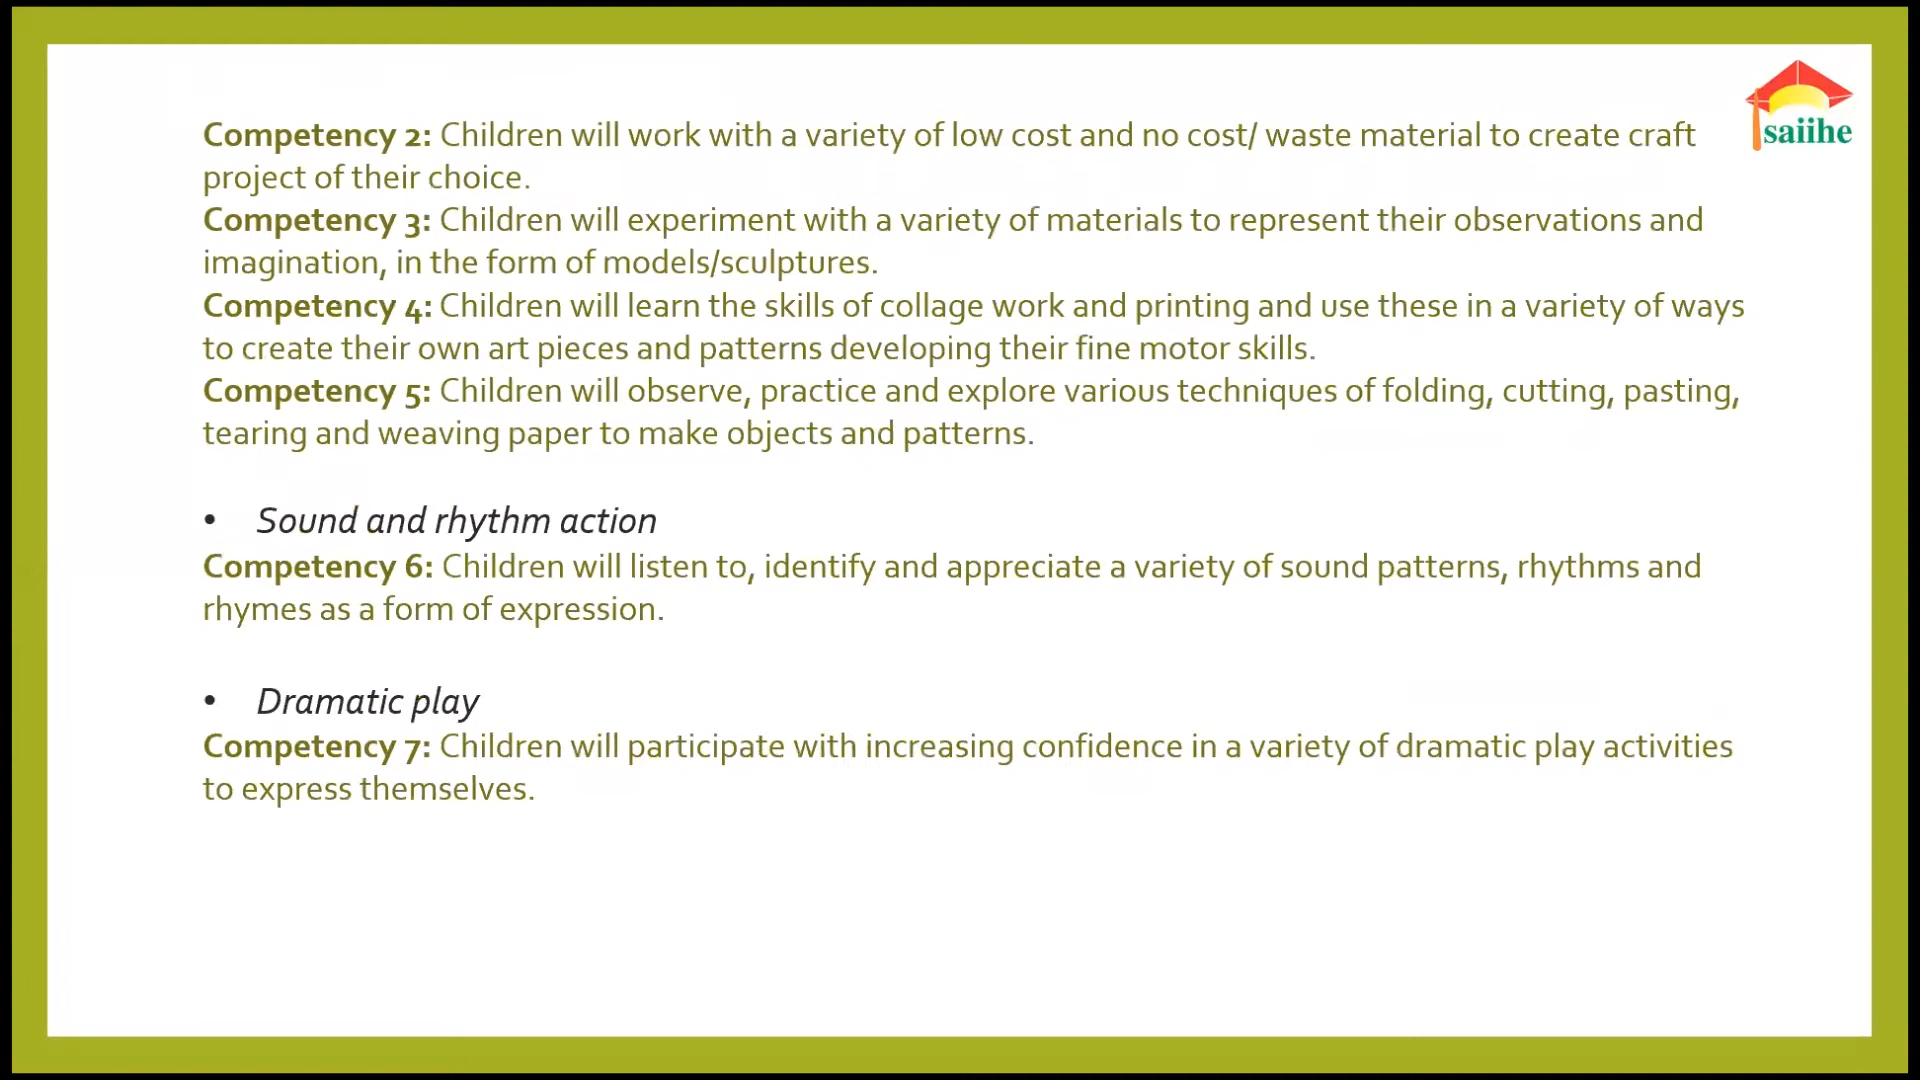 saiihe
Competency 2: Children will work with a variety of low cost and no cost/ waste material to create craft
project of their choice.
Competency 3: Children will experiment with a variety of materials to represent their observations and
imagination, in the form of models/sculptures.
Competency 4: Children will learn the skills of collage work and printing and use these in a variety of ways
to create their own art pieces and patterns developing their fine motor skills.
Competency 5: Children will observe, practice and explore various techniques of folding, cutting, pasting,
tearing and weaving paper to make objects and patterns.
• Sound and rhythm action
Competency 6: Children will listen to, identify and appreciate a variety of sound patterns, rhythms and
rhymes as a form of expression.
• Dramatic play
Competency 7: Children will participate with increasing confidence in a variety of dramatic play activities
to express themselves.